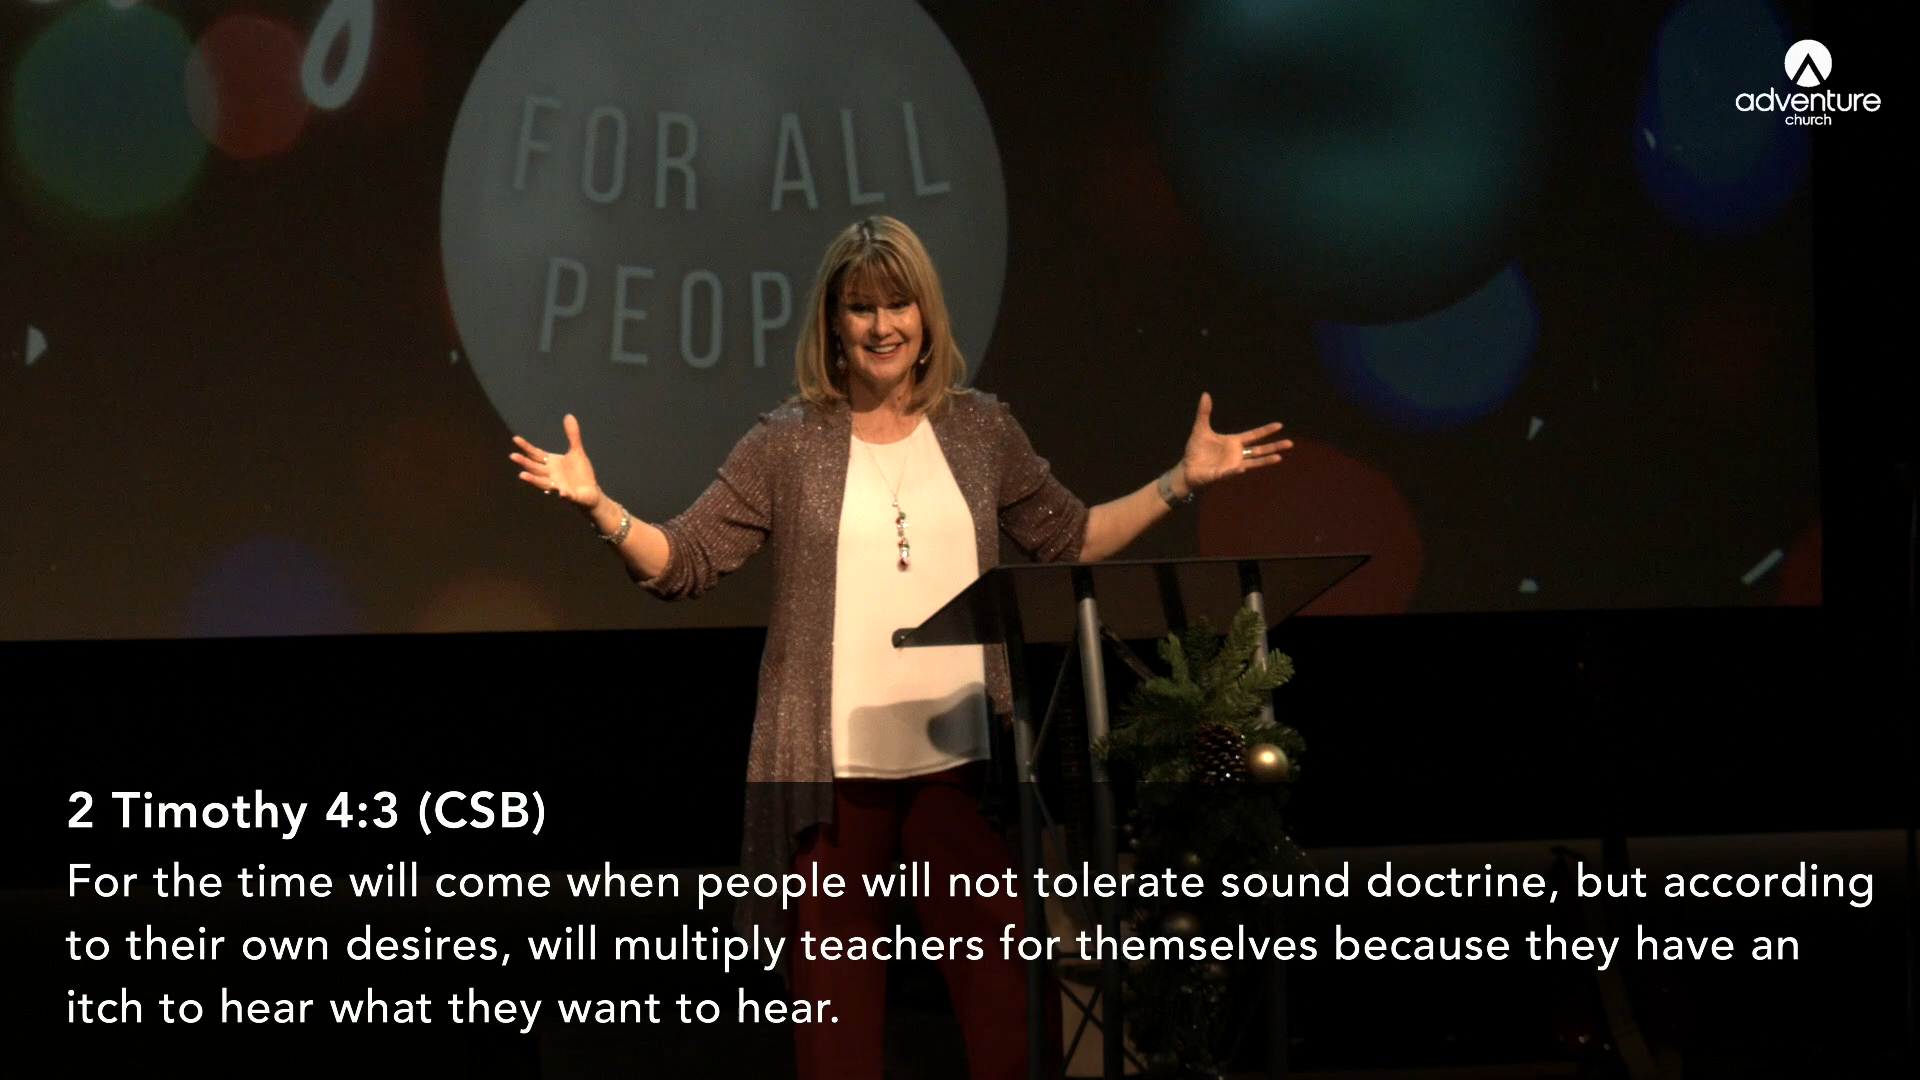 FOR ALL
PEOP
adventure
church
2 Timothy 4:3 (CSB)
For the time will come when people will not tolerate sound doctrine, but according
to their own desires, will multiply teachers for themselves because they have an
itch to hear what they want to hear.